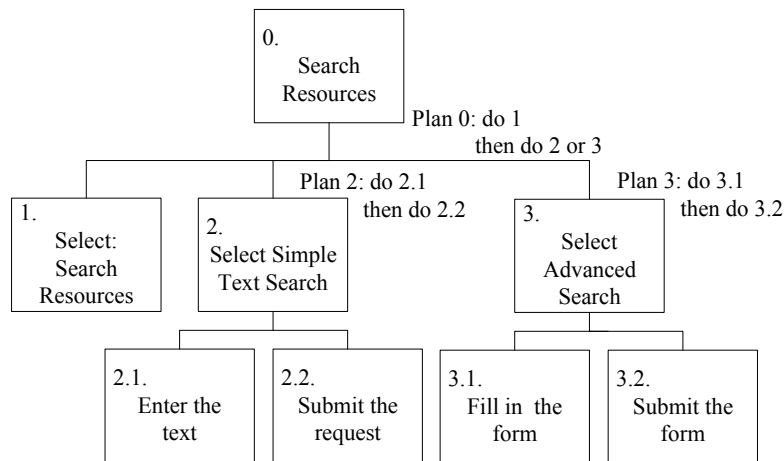 0.
Search
Resources
Plan 0: do 1
then do 2 or 3
Plan 2: do 2.1
then do 2.2
Plan 3: do 3.1
then do 3.2
1.
Select:
Search
Resources
2.
Select Simple
Text Search
3.
Select
Advanced
Search
2.1.
Enter the
text
2.2.
Submit the
request
3.1.
Fill in the
form
3.2.
Submit the
form